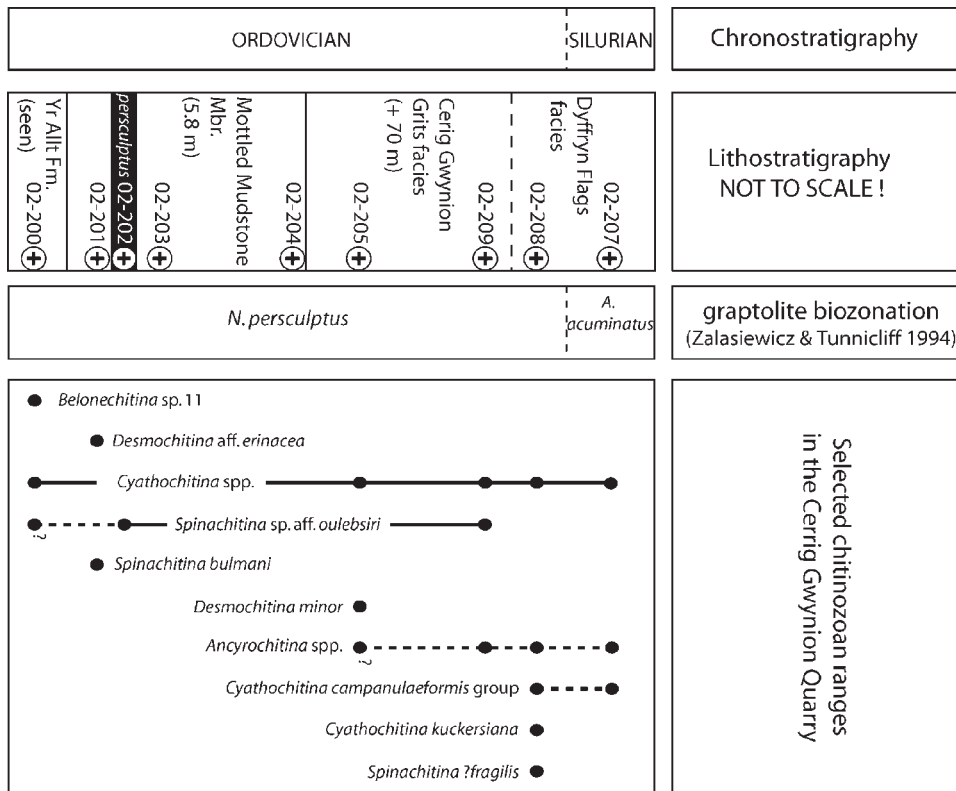 ORDOVICIAN
SILURIAN
Chronostratigraphy
Yr Allt Fm.
(seen)
02-200
02-201
persculptus 02-202
02-203
Mottled Mudstone
Mbr.
(5.8 m)
02-204
02-205
Cerig Gwynion
Grits facies
(+ 70 m)
02-209
02-208
Dyffryn Flags
facies
02-207
Lithostratigraphy
NOT TO SCALE !
N. persculptus
A.
acuminatus
graptolite biozonation
(Zalasiewicz & Tunnicliff 1994)
Belonechitina sp. 11
Desmochitina aff. erinacea
Cyathochitina spp.
Spinachitina sp. aff. oulebsiri
?
Spinachitina bulmani
Desmochitina minor
Ancyrochitina spp.
?
Cyathochitina campanulaeformis group
Cyathochitina kuckersiana
Spinachitina ?fragilis
Selected chitinozoan ranges
in the Cerrig Gwynion Quarry